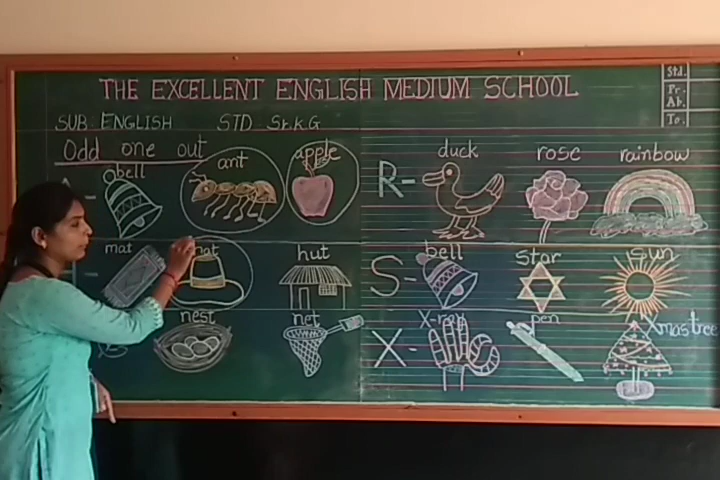 THE EXCELLENT ENGLISH MEDIUM SCHOOL
Std.
Pr.
Ab.
To.
SUB: ENGLISH STD Sr.K.G
Odd one out
bell ant apple
mat hut
nest net
R- duck rose rainbow
S- bell star sun
X- X-ray pen Xmas tree